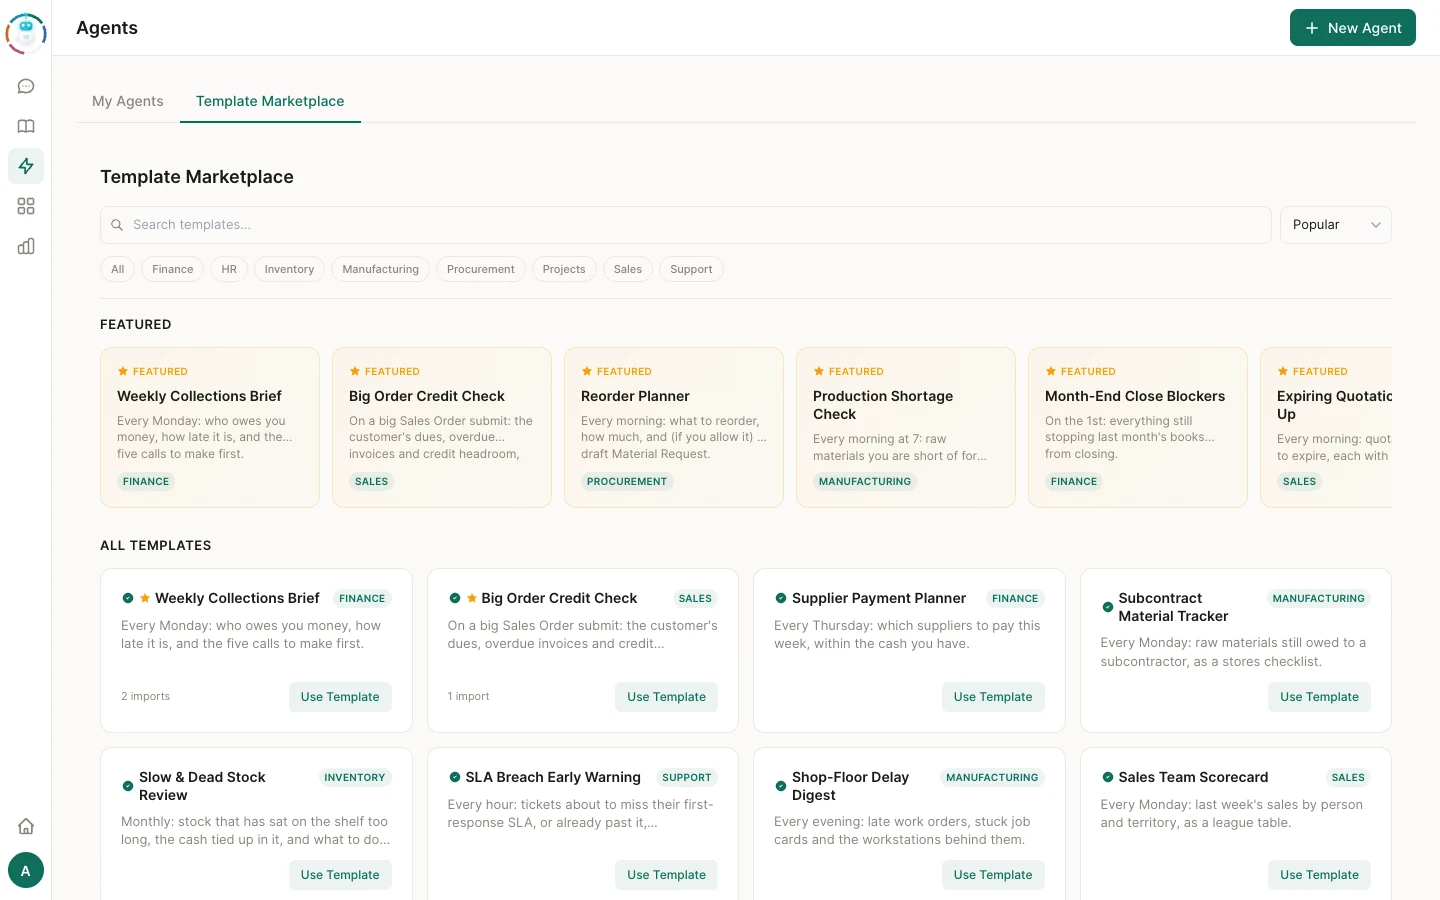 Agents
New Agent
My Agents
Template Marketplace
Template Marketplace
Search templates...
Popular
All
Finance
HR
Inventory
Manufacturing
Procurement
Projects
Sales
Support
FEATURED
FEATURED
Weekly Collections Brief
Every Monday: who owes you
money, how late it is, and the...
five calls to make first.
FINANCE
FEATURED
Big Order Credit Check
On a big Sales Order submit: the
customer's dues, overdue...
invoices and credit headroom,
SALES
FEATURED
Reorder Planner
Every morning: what to reorder,
how much, and (if you allow it) ...
draft Material Request.
PROCUREMENT
FEATURED
Production Shortage
Check
Every morning at 7: raw
materials you are short of for...
MANUFACTURING
FEATURED
Month-End Close Blockers
On the 1st: everything still
stopping last month's books...
from closing.
FINANCE
FEATURED
Expiring Quotatio
Up
Every morning: quot
to expire, each with
SALES
ALL TEMPLATES
Weekly Collections Brief
FINANCE
Every Monday: who owes you money, how
late it is, and the five calls to make first.
2 imports
Use Template
Big Order Credit Check
SALES
On a big Sales Order submit: the customer's
dues, overdue invoices and credit...
1 import
Use Template
Supplier Payment Planner
FINANCE
Every Thursday: which suppliers to pay this
week, within the cash you have.
Use Template
Subcontract
Material Tracker
MANUFACTURING
Every Monday: raw materials still owed to a
subcontractor, as a stores checklist.
Use Template
Slow & Dead Stock
Review
INVENTORY
Monthly: stock that has sat on the shelf too
long, the cash tied up in it, and what to do...
Use Template
SLA Breach Early Warning
SUPPORT
Every hour: tickets about to miss their first-
response SLA, or already past it,...
Use Template
Shop-Floor Delay
Digest
MANUFACTURING
Every evening: late work orders, stuck job
cards and the workstations behind them.
Use Template
Sales Team Scorecard
SALES
Every Monday: last week's sales by person
and territory, as a league table.
Use Template
A